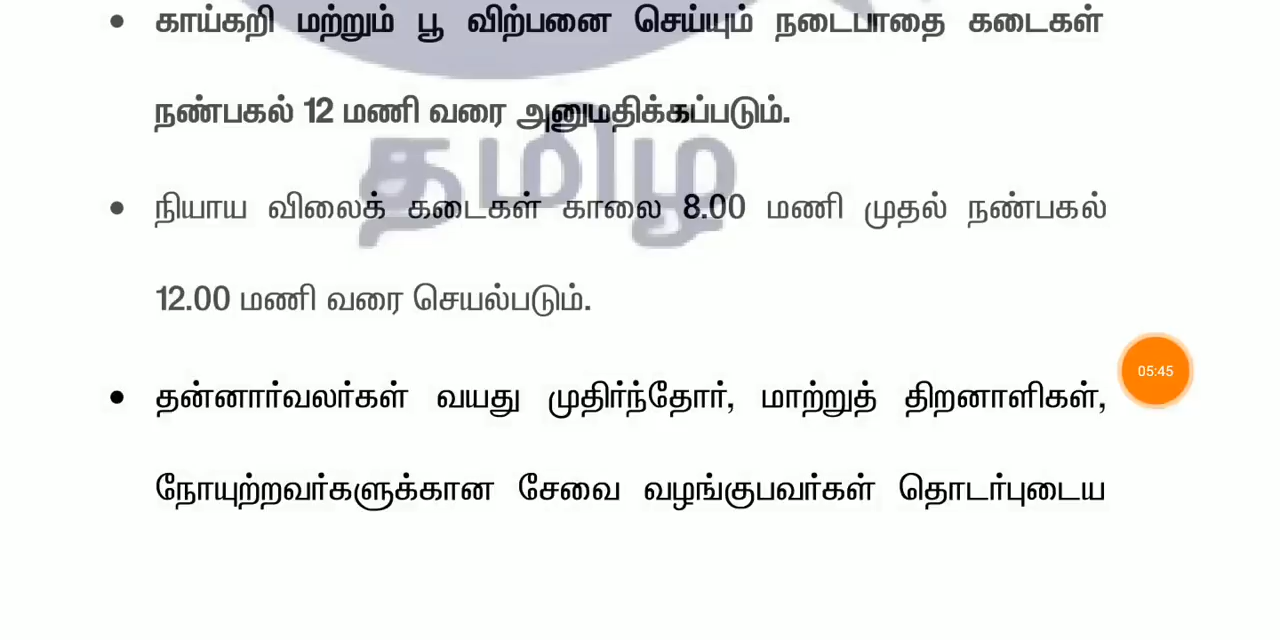 • காய்கறி மற்றும் பூ விற்பனை செய்யும் நடைபாதை கடைகள்
நண்பகல் 12 மணி வரை அனுமதிக்கப்படும்.
தமிழ
• நியாய விலைக் கடைகள் காலை 8.00 மணி முதல் நண்பகல்
12.00 மணி வரை செயல்படும்.
05:45
• தன்னார்வலர்கள் வயது முதிர்ந்தோர், மாற்றுத் திறனாளிகள்,
நோயுற்றவர்களுக்கான சேவை வழங்குபவர்கள் தொடர்புடைய